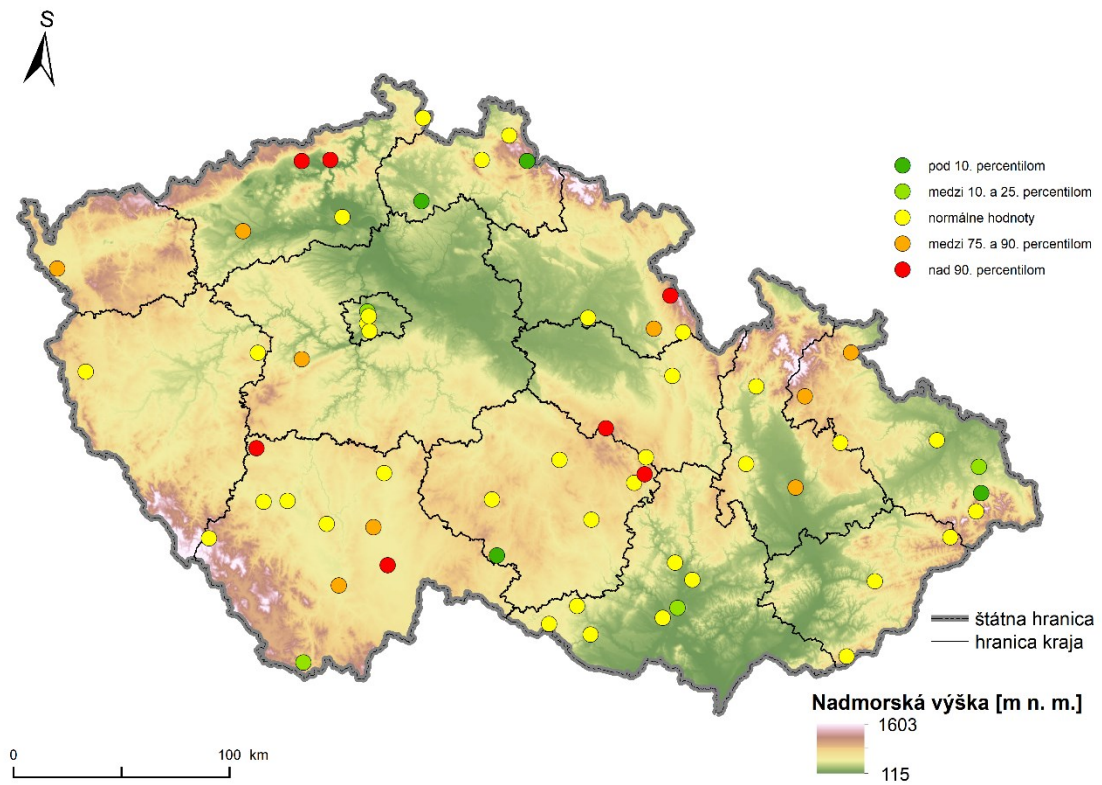 S
pod 10. percentilom
medzi 10. a 25. percentilom
normálne hodnoty
medzi 75. a 90. percentilom
nad 90. percentilom
štátna hranica
hranica kraja
Nadmorská výška [m n. m.]
1603
115
0 100 km